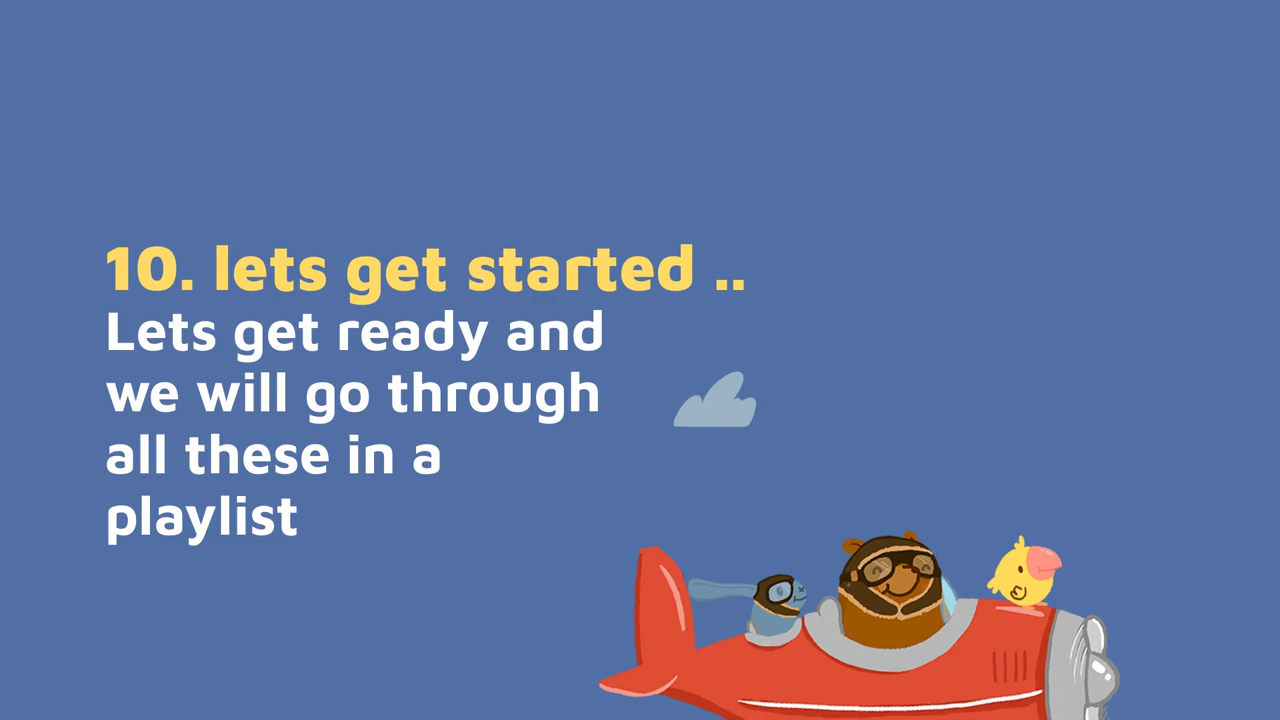 10. lets get started ..
Lets get ready and
we will go through
all these in a
playlist